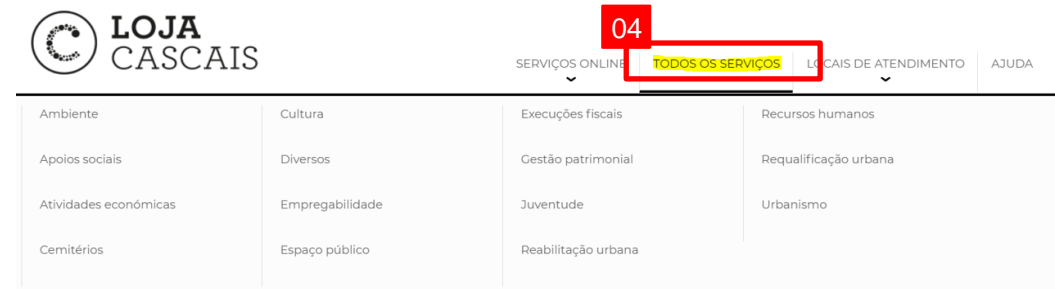 LOJA
CASCAIS
04
SERVIÇOS ONLINE TODOS OS SERVIÇOS LOCAIS DE ATENDIMENTO AJUDA
Ambiente Cultura Execuções fiscais Recursos humanos
Apoios sociais Diversos Gestão patrimonial Requalificação urbana
Atividades económicas Empregabilidade Juventude Urbanismo
Cemitérios Espaço público Reabilitação urbana